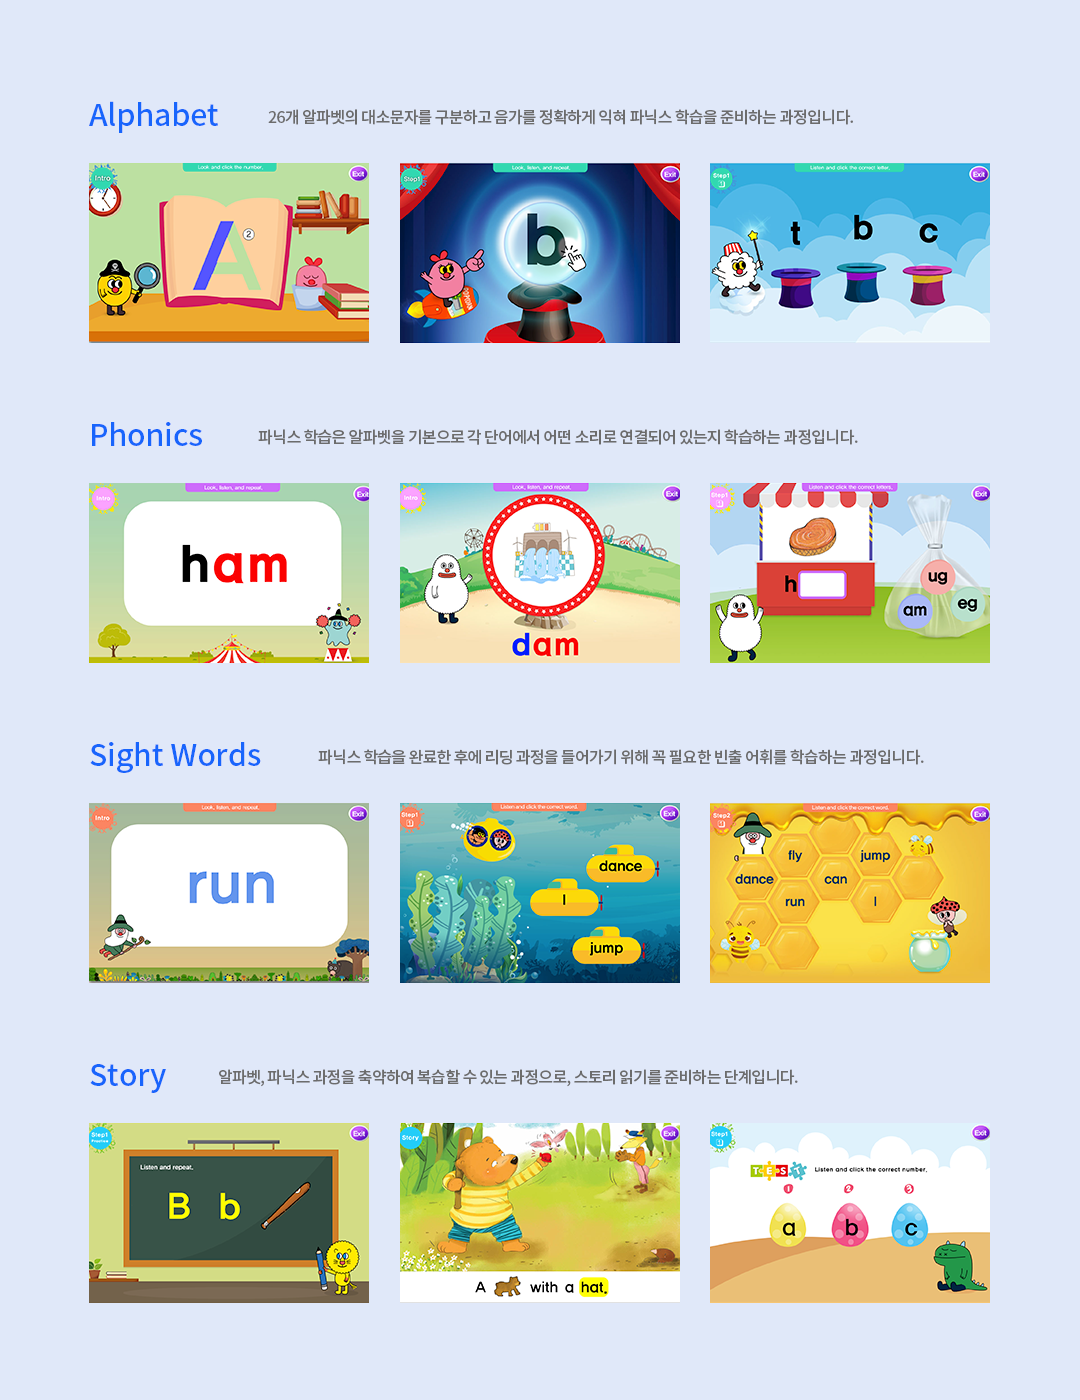 Alphabet
26개 알파벳의 대소문자를 구분하고 음가를 정확하게 익혀 파닉스 학습을 준비하는 과정입니다.
Intro
Look and click the number.
Exit
A
2
Step1
Look, listen, and repeat.
Exit
b
Step1
Listen and click the correct letter.
Exit
t b c
Phonics
파닉스 학습은 알파벳을 기본으로 각 단어에서 어떤 소리로 연결되어 있는지 학습하는 과정입니다.
Intro
Look, listen, and repeat.
Exit
ham
Intro
Look, listen, and repeat.
Exit
dam
Step1
Listen and click the correct letters.
Exit
h
ug
am
eg
Sight Words
파닉스 학습을 완료한 후에 리딩 과정을 들어가기 위해 꼭 필요한 빈출 어휘를 학습하는 과정입니다.
Intro
Look, listen, and repeat.
Exit
run
Step1
Listen and click the correct word.
Exit
dance
I
jump
Step2
Listen and click the correct word.
Exit
fly jump
dance can
run I
Story
알파벳, 파닉스 과정을 축약하여 복습할 수 있는 과정으로, 스토리 읽기를 준비하는 단계입니다.
Step1
Practice
Exit
Listen and repeat.
B b
Story
Exit
A with a hat.
Step1
Exit
TEST Listen and click the correct number.
1 2 3
a b c